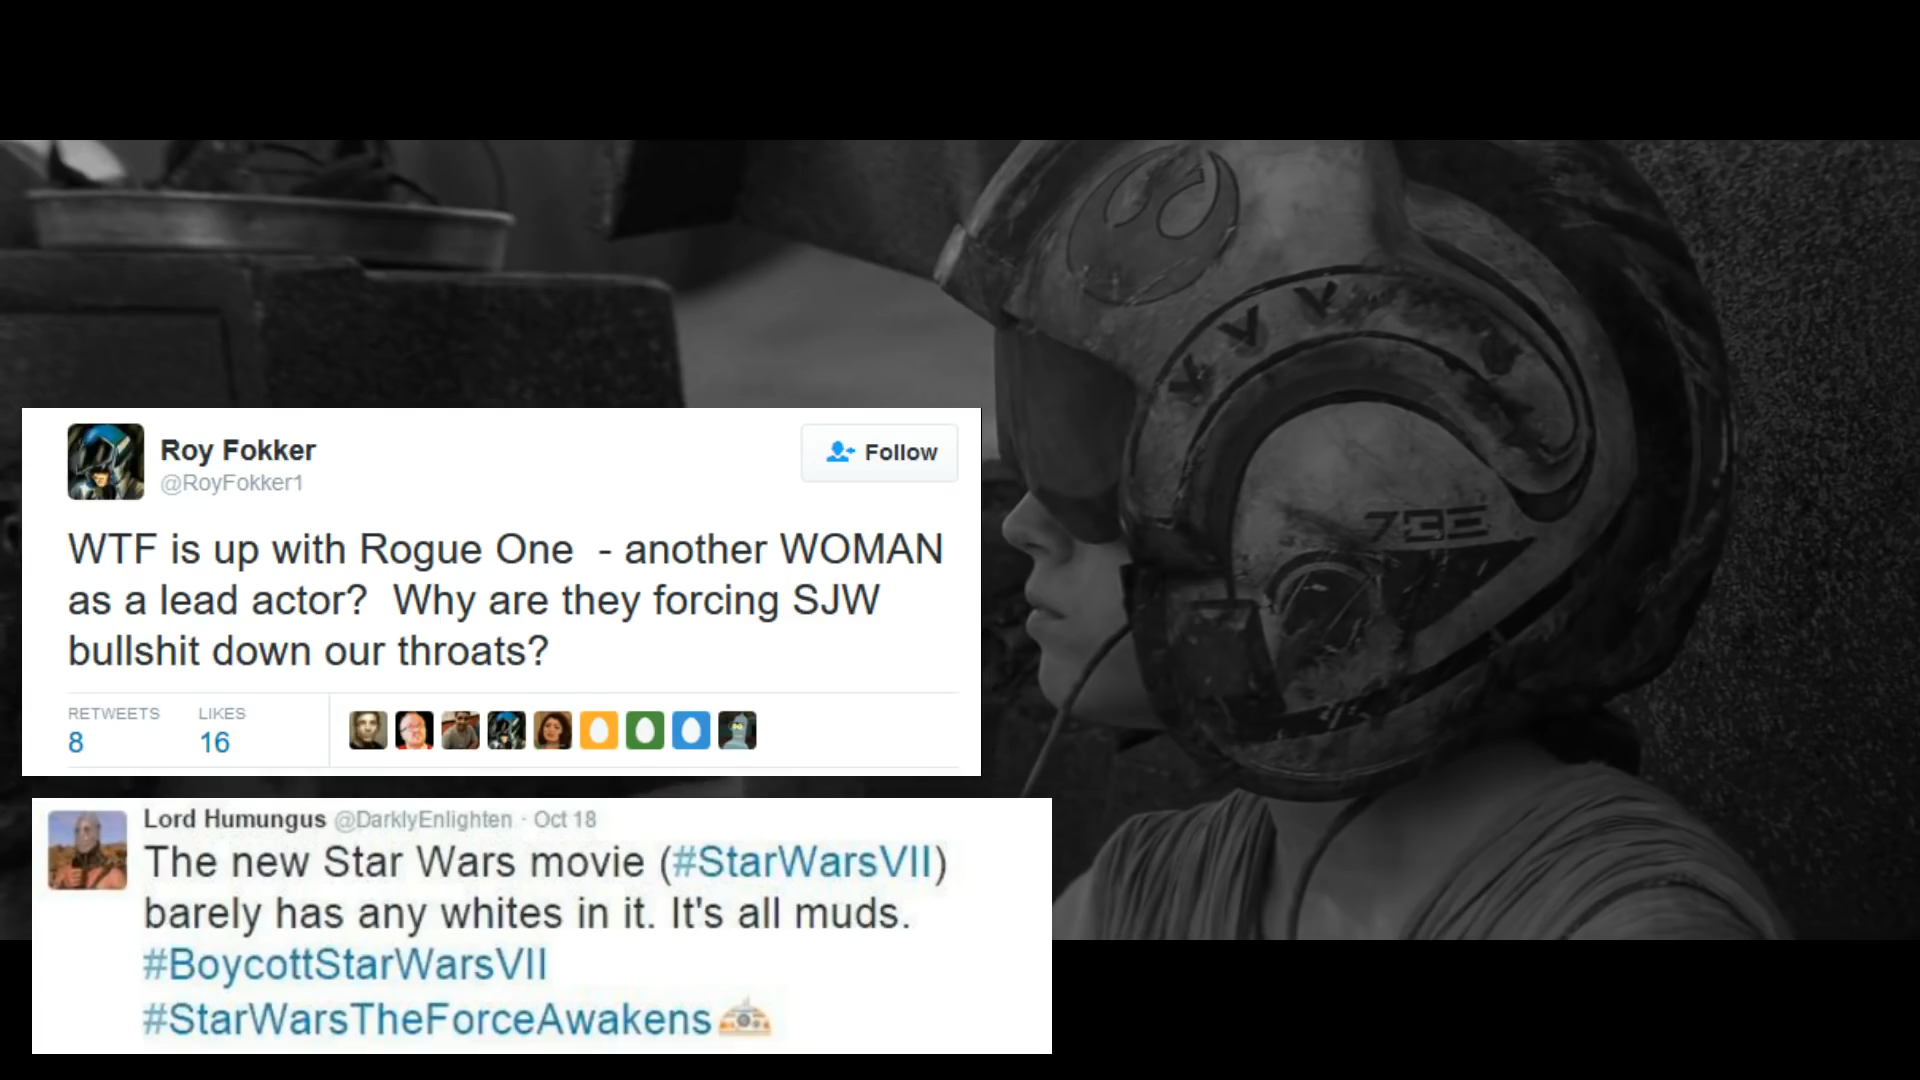 Roy Fokker
@RoyFokker1
Follow
WTF is up with Rogue One - another WOMAN
as a lead actor? Why are they forcing SJW
bullshit down our throats?
RETWEETS LIKES
8 16
Lord Humungus @DarklyEnlighten · Oct 18
The new Star Wars movie (#StarWarsVII)
barely has any whites in it. It's all muds.
#BoycottStarWarsVII
#StarWarsTheForceAwakens